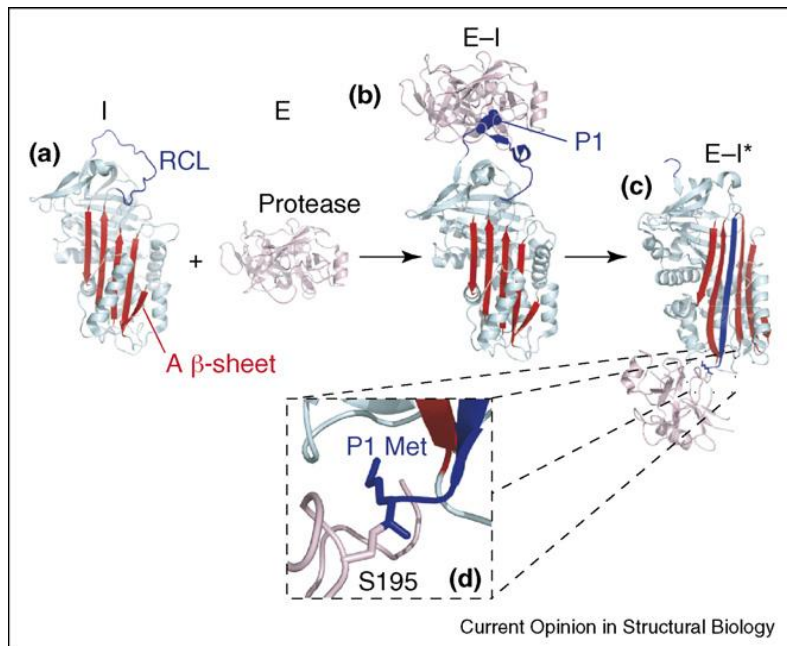 E–I
I
E
(b)
(a)
RCL
P1
E–I*
(c)
Protease
+
A β-sheet
P1 Met
S195
(d)
Current Opinion in Structural Biology